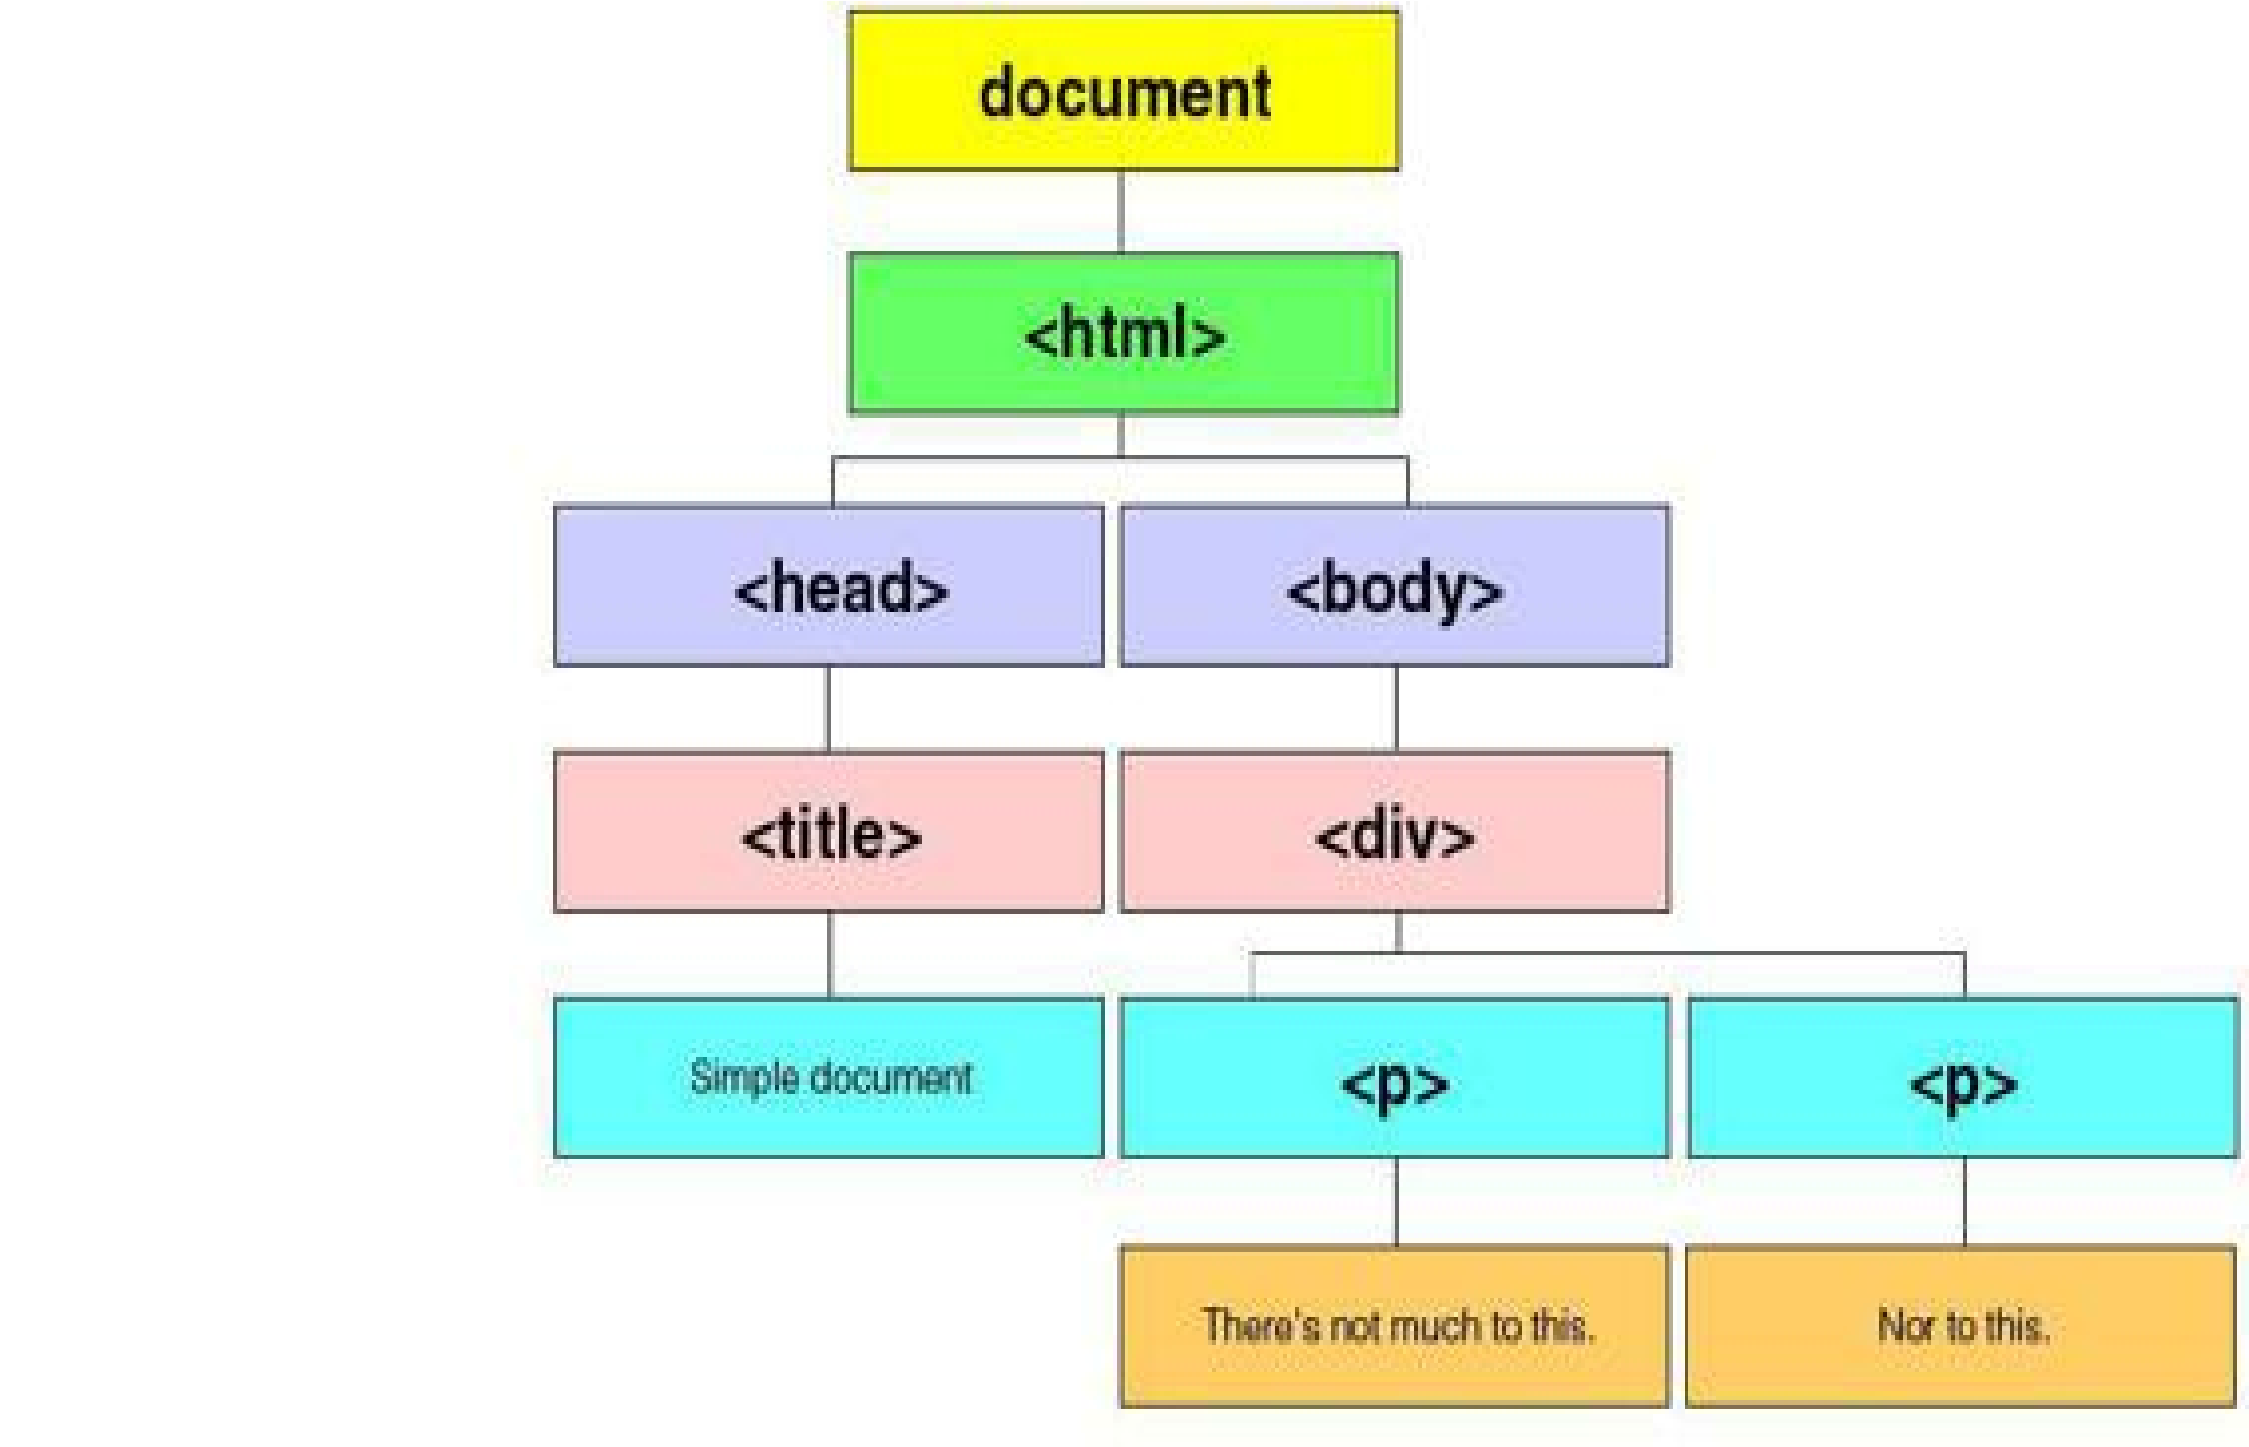 document
<html>
<head> <body>
<title> <div>
Simple document <p> <p>
There's not much to this. Nor to this.